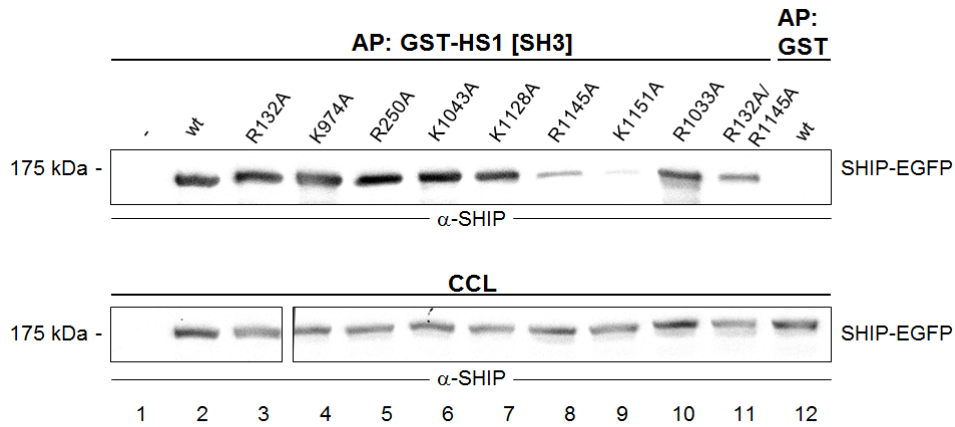 AP: GST-HS1 [SH3]
AP:
GST
-
wt
R132A
K974A
R250A
K1043A
K1128A
R1145A
K1151A
R1033A
R132A/
R1145A
wt
175 kDa -
SHIP-EGFP
α-SHIP
CCL
175 kDa -
SHIP-EGFP
α-SHIP
1 2 3 4 5 6 7 8 9 10 11 12